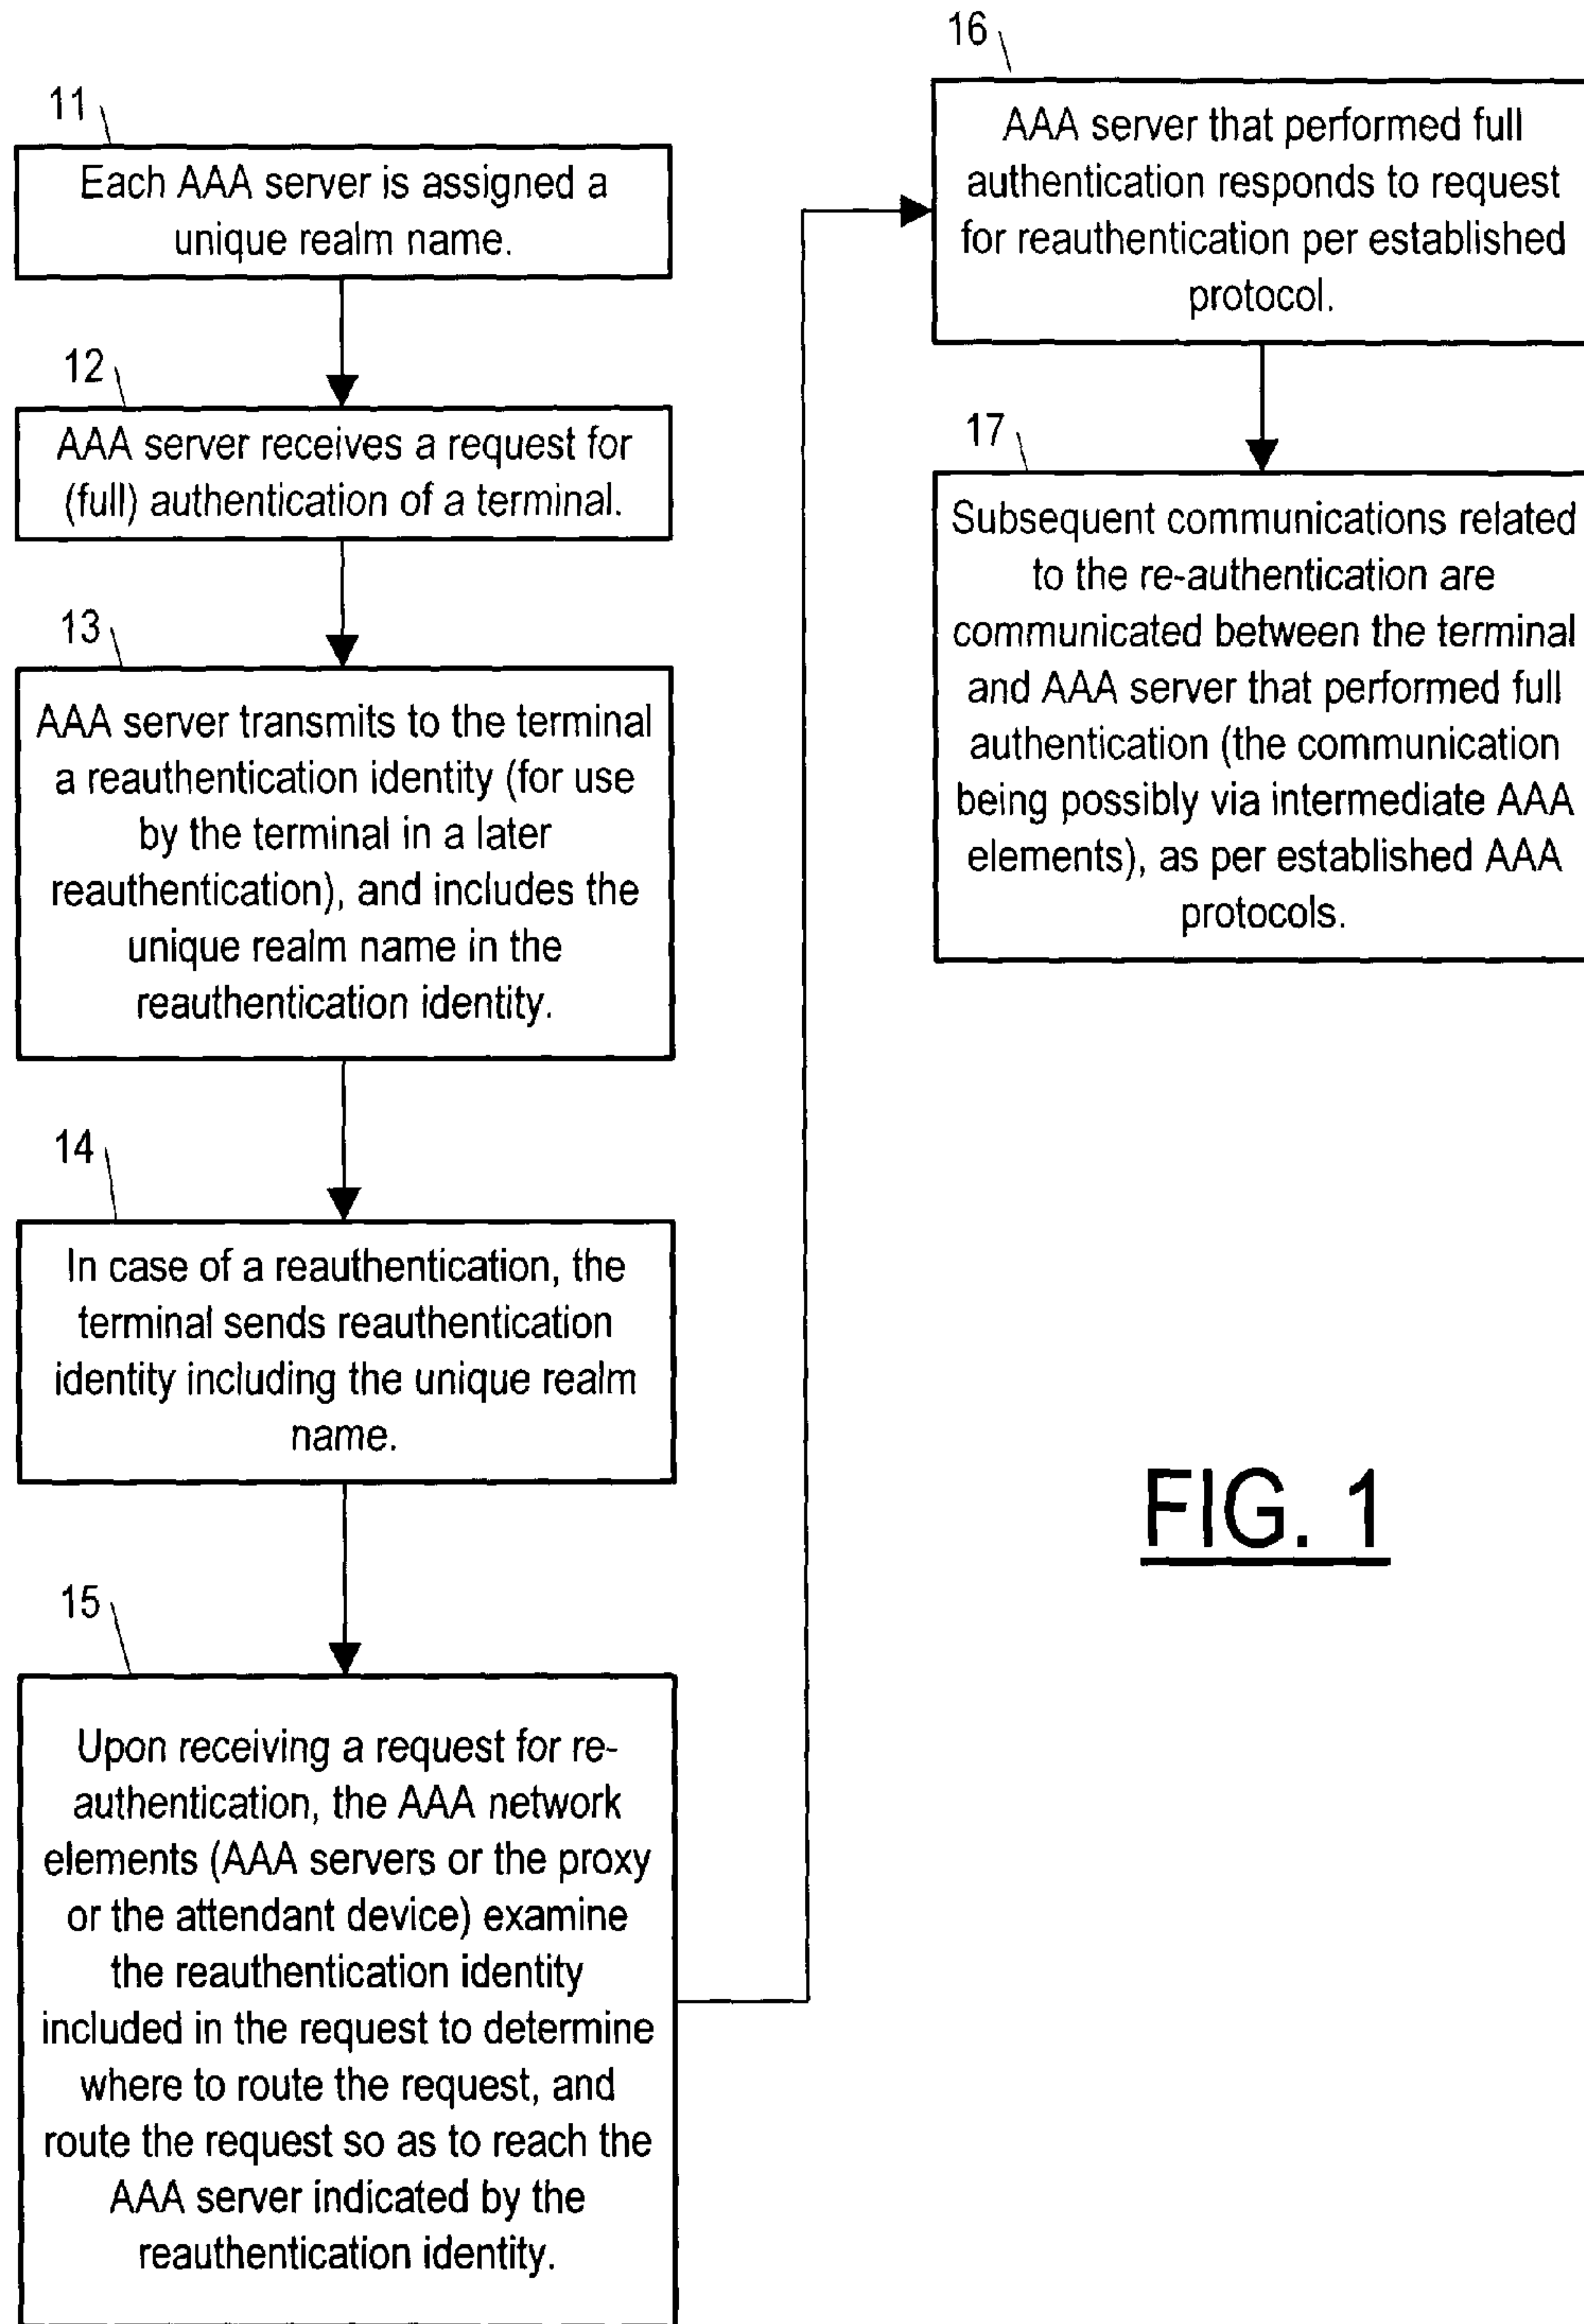 11
Each AAA server is assigned a
unique realm name.
12
AAA server receives a request for
(full) authentication of a terminal.
13
AAA server transmits to the terminal
a reauthentication identity (for use
by the terminal in a later
reauthentication), and includes the
unique realm name in the
reauthentication identity.
14
In case of a reauthentication, the
terminal sends reauthentication
identity including the unique realm
name.
15
Upon receiving a request for re-
authentication, the AAA network
elements (AAA servers or the proxy
or the attendant device) examine
the reauthentication identity
included in the request to determine
where to route the request, and
route the request so as to reach the
AAA server indicated by the
reauthentication identity.
16
AAA server that performed full
authentication responds to request
for reauthentication per established
protocol.
17
Subsequent communications related
to the re-authentication are
communicated between the terminal
and AAA server that performed full
authentication (the communication
being possibly via intermediate AAA
elements), as per established AAA
protocols.
FIG. 1